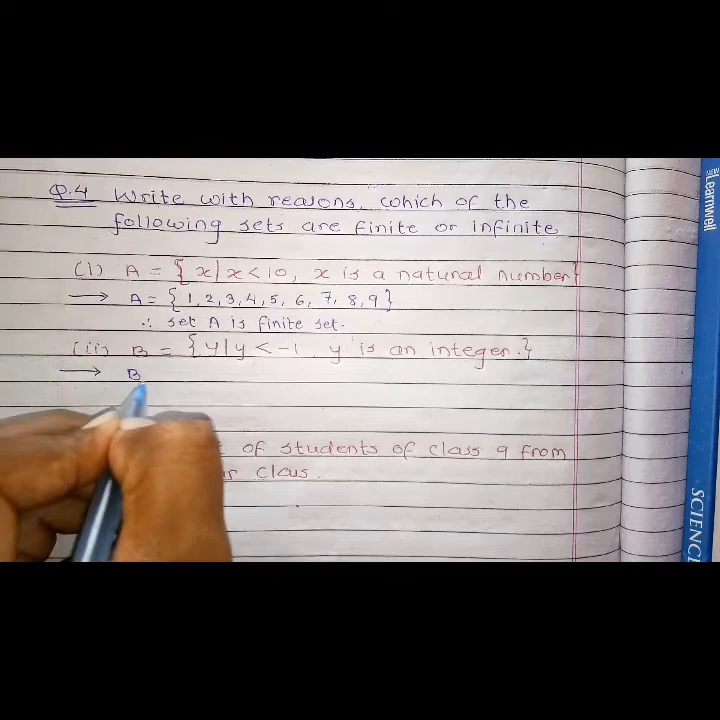 Q.4 Write with reasons, which of the
following sets are finite or infinite
(i) A = { x | x < 10, x is a natural number}
→ A = { 1, 2, 3, 4, 5, 6, 7, 8, 9 }
∴ set A is finite set.
(ii) B = { y | y < -1 y is an integer.}
→ B
of students of class 9 from
NEW Learnwell
SCIENC